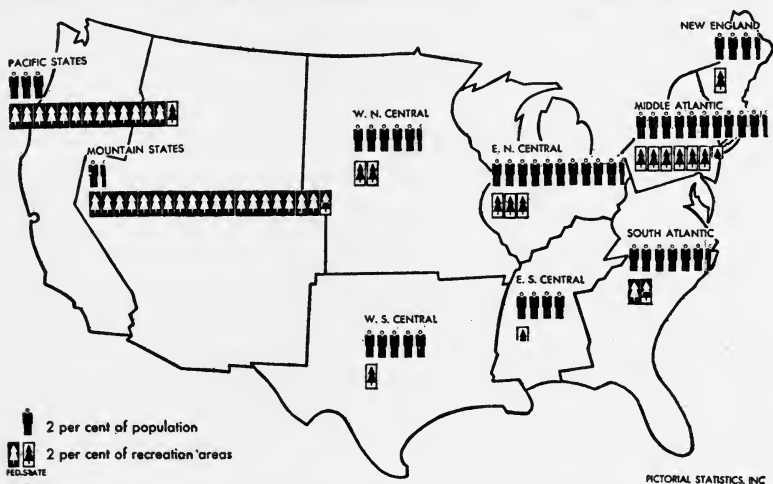 NEW ENGLAND
PACIFIC STATES
MIDDLE ATLANTIC
W. N. CENTRAL
MOUNTAIN STATES
E. N. CENTRAL
SOUTH ATLANTIC
E. S. CENTRAL
W. S. CENTRAL
2 per cent of population
2 per cent of recreation areas
FED. STATE
PICTORIAL STATISTICS, INC